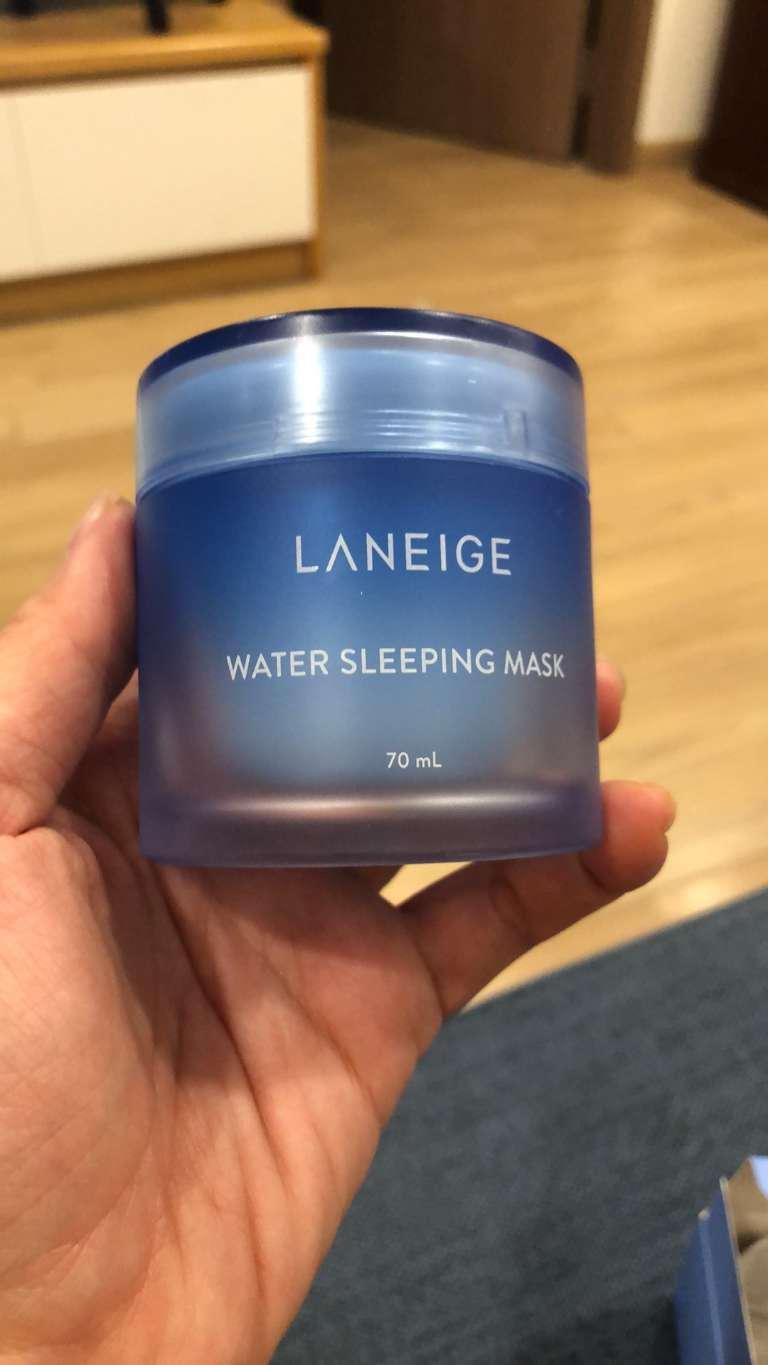 LANEIGE
WATER SLEEPING MASK
70 mL